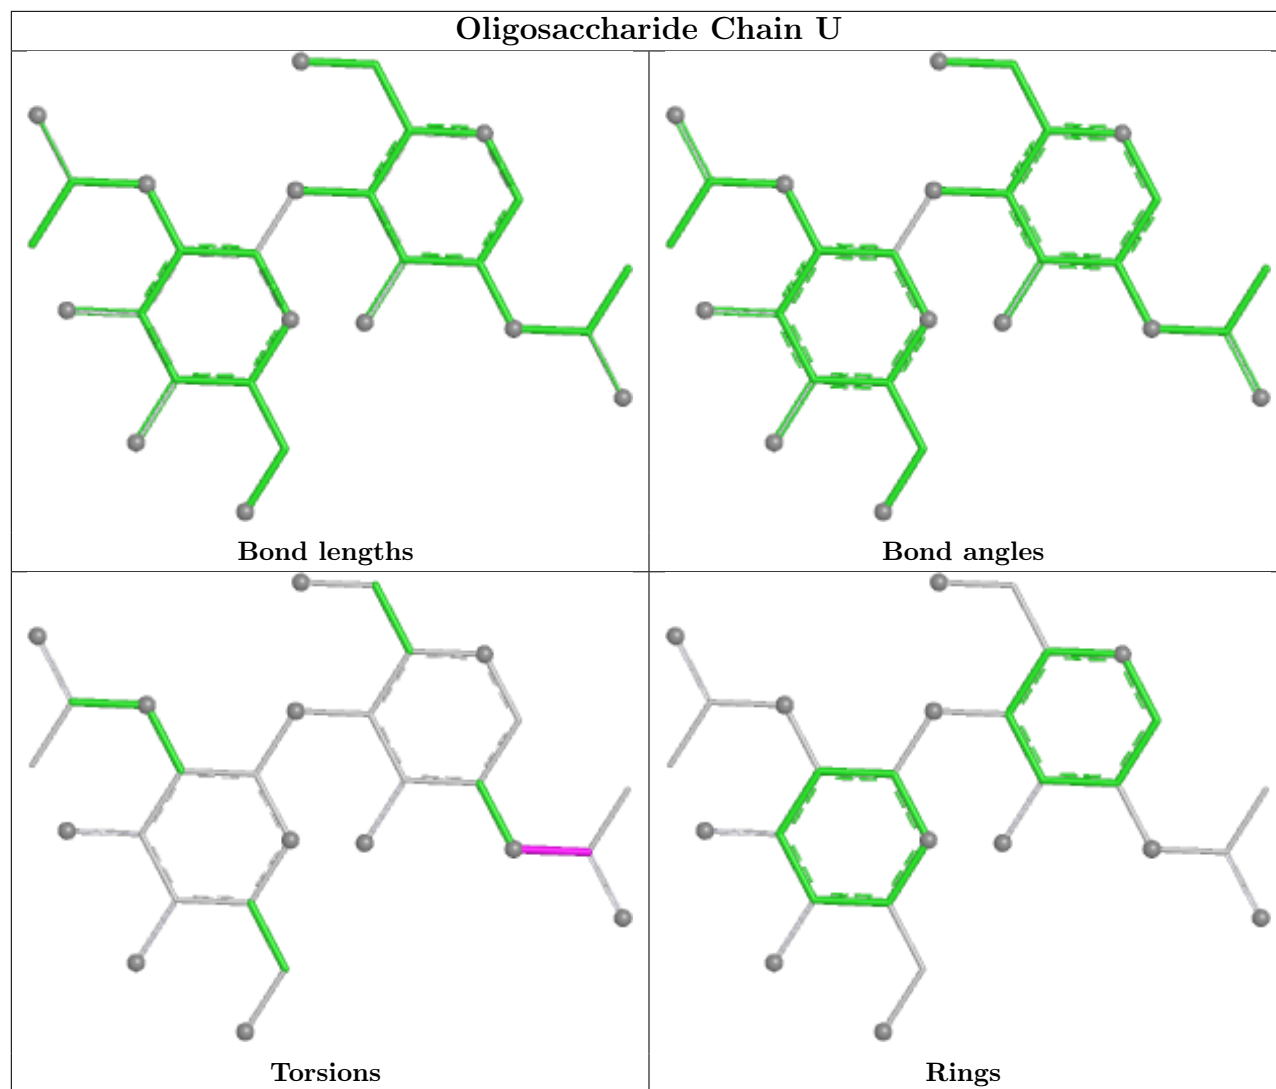 Oligosaccharide Chain U
Bond lengths
Bond angles
Torsions
Rings